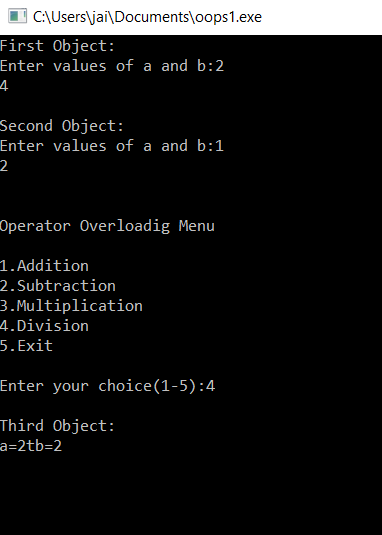 C:\Users\jai\Documents\oops1.exe
First Object:
Enter values of a and b:2
4
Second Object:
Enter values of a and b:1
2
Operator Overloadig Menu
1.Addition
2.Subtraction
3.Multiplication
4.Division
5.Exit
Enter your choice(1-5):4
Third Object:
a=2tb=2